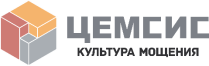 ЦЕМСИС
КУЛЬТУРА МОЩЕНИЯ